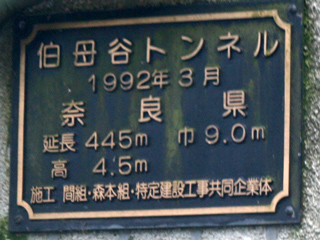 伯母谷トンネル
1992年3月
奈良県
延長 445m 巾 9.0m
高 4.5m
施工 間組・森本組・特定建設工事共同企業体